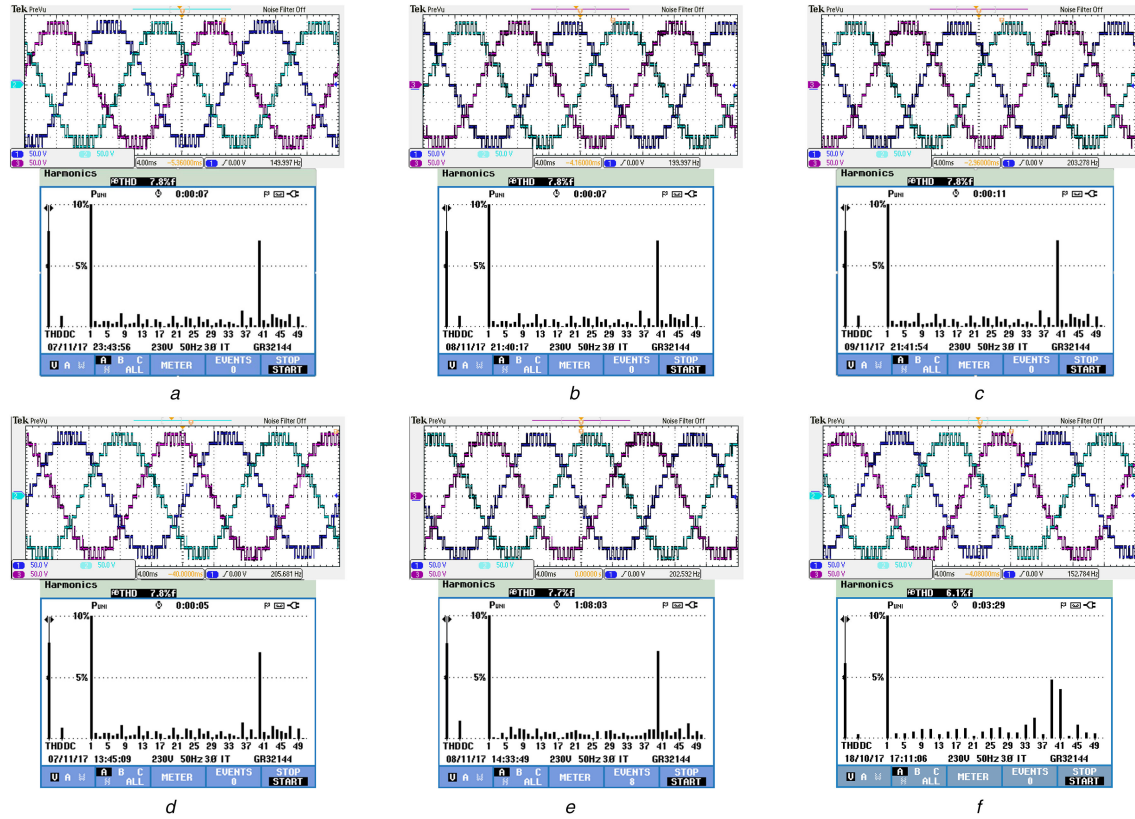 Tek PreVu Noise Filter Off
1 50.0 V 2 50.0 V
3 50.0 V 4.00ms -5.36000ms 1 0.00 V 149.997 Hz
Harmonics
THD 7.8%f
PUNI 0:00:07
10%
5%
THDDC 1 5 9 13 17 21 25 29 33 37 41 45 49
07/11/17 23:43:56 230V 50Hz 3Ø IT GR32144
V A W A B C N ALL METER EVENTS 0 STOP START
a
Tek PreVu Noise Filter Off
1 50.0 V 2 50.0 V
3 50.0 V 4.00ms -4.16000ms 1 0.00 V 193.997 Hz
Harmonics
THD 7.8%f
PUNI 0:00:07
10%
5%
THDDC 1 5 9 13 17 21 25 29 33 37 41 45 49
08/11/17 21:40:17 230V 50Hz 3Ø IT GR32144
V A W A B C N ALL METER EVENTS 0 STOP START
b
Tek PreVu Noise Filter Off
1 50.0 V 2 50.0 V
3 50.0 V 4.00ms -2.96000ms 1 0.00 V 203.278 Hz
Harmonics
THD 7.8%f
PUNI 0:00:11
10%
5%
THDDC 1 5 9 13 17 21 25 29 33 37 41 45 49
09/11/17 21:41:54 230V 50Hz 3Ø IT GR32144
V A W A B C N ALL METER EVENTS 0 STOP START
c
Tek PreVu Noise Filter Off
1 50.0 V 2 50.0 V
3 50.0 V 4.00ms 1 0.00 V 205.681 Hz
Harmonics
THD 7.8%f
PUNI 0:00:05
10%
5%
THDDC 1 5 9 13 17 21 25 29 33 37 41 45 49
07/11/17 13:45:09 230V 50Hz 3Ø IT GR32144
V A W A B C N ALL METER EVENTS 0 STOP START
d
Tek PreVu Noise Filter Off
1 50.0 V 2 50.0 V
3 50.0 V 4.00ms 0.00000 s 1 0.00 V 202.532 Hz
Harmonics
THD 7.7%f
PUNI 1:08:03
10%
5%
THDDC 1 5 9 13 17 21 25 29 33 37 41 45 49
08/11/17 14:33:49 230V 50Hz 3Ø IT GR32144
V A W A B C N ALL METER EVENTS 8 STOP START
e
Tek PreVu Noise Filter Off
1 50.0 V 2 50.0 V
3 50.0 V 4.00ms 1 0.00 V 152.784 Hz
Harmonics
THD 6.1%f
PUNI 0:03:29
10%
5%
THDDC 1 5 9 13 17 21 25 29 33 37 41 45 49
18/10/17 17:11:06 230V 50Hz 3Ø IT GR32144
V A W A B C N ALL METER EVENTS 0 STOP START
f